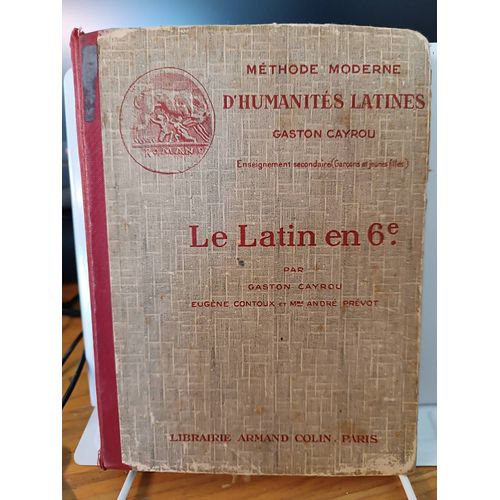 MÉTHODE MODERNE
D'HUMANITÉS LATINES
GASTON CAYROU
Enseignement secondaire (Garçons et jeunes filles)
ROMANO
Le Latin en 6e.
PAR
GASTON CAYROU
EUGÈNE CONTOUX ET Mme ANDRÉ PRÉVOT
LIBRAIRIE ARMAND COLIN. PARIS